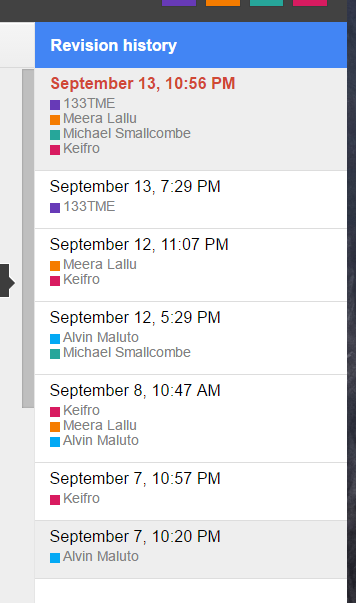 Revision history
September 13, 10:56 PM
133TME
Meera Lallu
Michael Smallcombe
Keifro
September 13, 7:29 PM
133TME
September 12, 11:07 PM
Meera Lallu
Keifro
September 12, 5:29 PM
Alvin Maluto
Michael Smallcombe
September 8, 10:47 AM
Keifro
Meera Lallu
Alvin Maluto
September 7, 10:57 PM
Keifro
September 7, 10:20 PM
Alvin Maluto